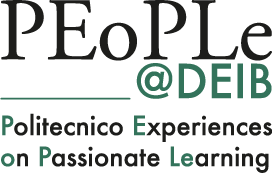 PEoPLe
@DEIB
Politecnico Experiences
on Passionate Learning